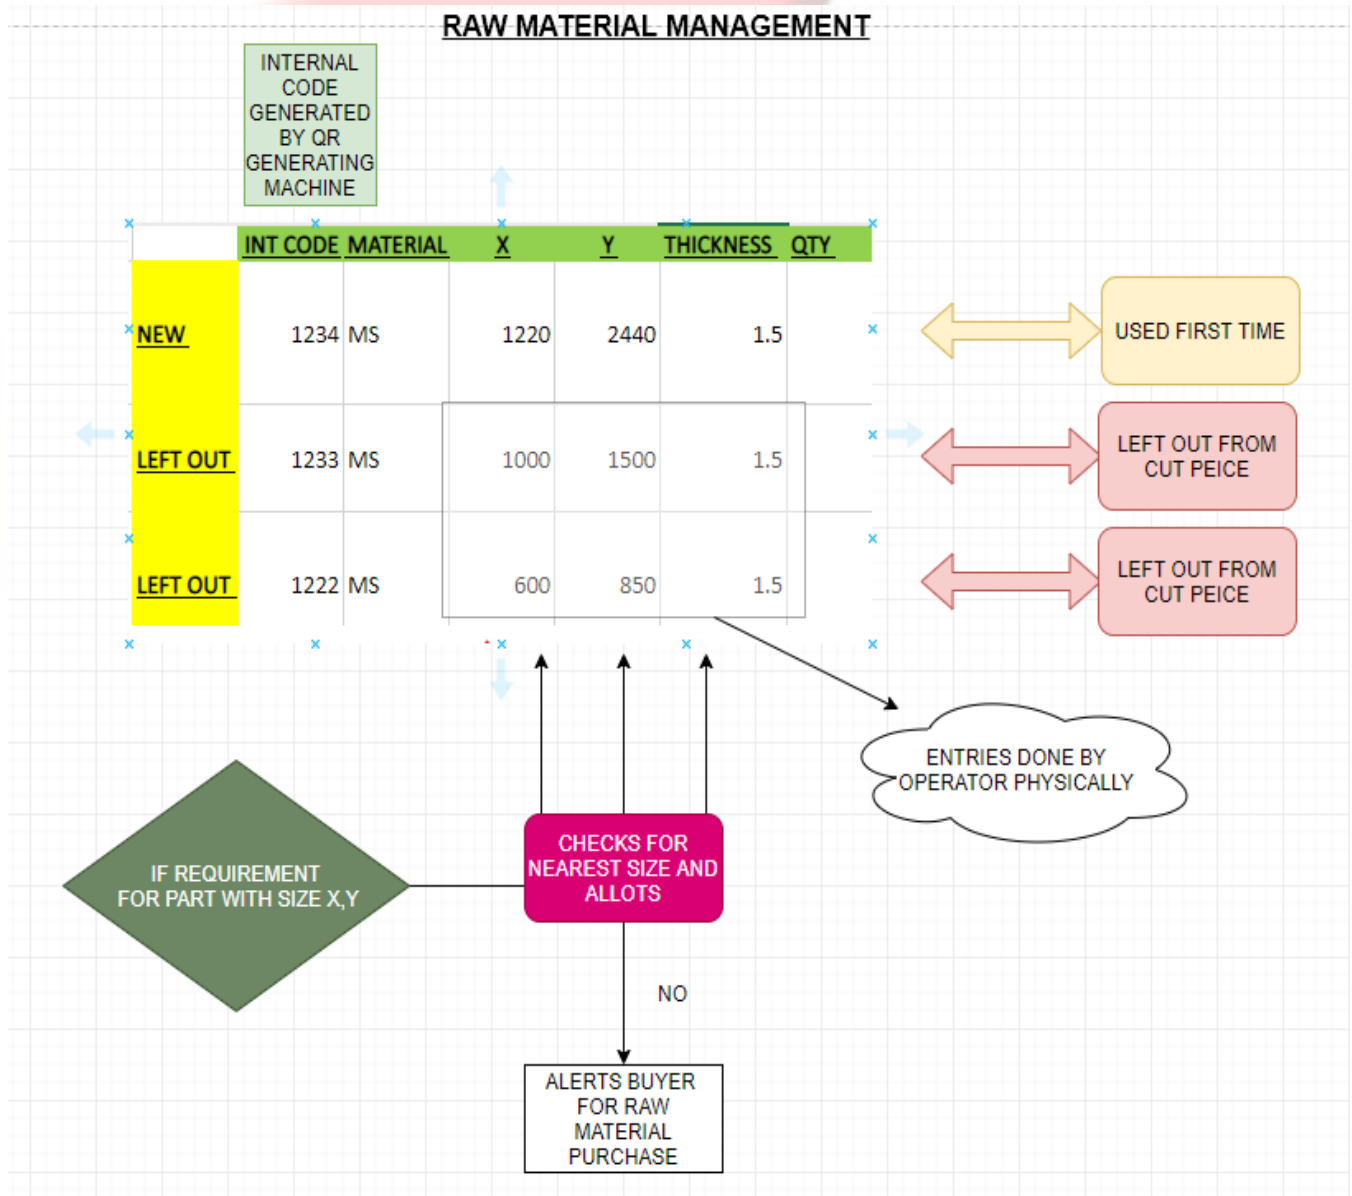 RAW MATERIAL MANAGEMENT
INTERNAL
CODE
GENERATED
BY QR
GENERATING
MACHINE
INT CODE MATERIAL X Y THICKNESS QTY
NEW 1234 MS 1220 2440 1.5
USED FIRST TIME
LEFT OUT 1233 MS 1000 1500 1.5
LEFT OUT FROM
CUT PEICE
LEFT OUT 1222 MS 600 850 1.5
LEFT OUT FROM
CUT PEICE
ENTRIES DONE BY
OPERATOR PHYSICALLY
IF REQUIREMENT
FOR PART WITH SIZE X,Y
CHECKS FOR
NEAREST SIZE AND
ALLOTS
NO
ALERTS BUYER
FOR RAW
MATERIAL
PURCHASE